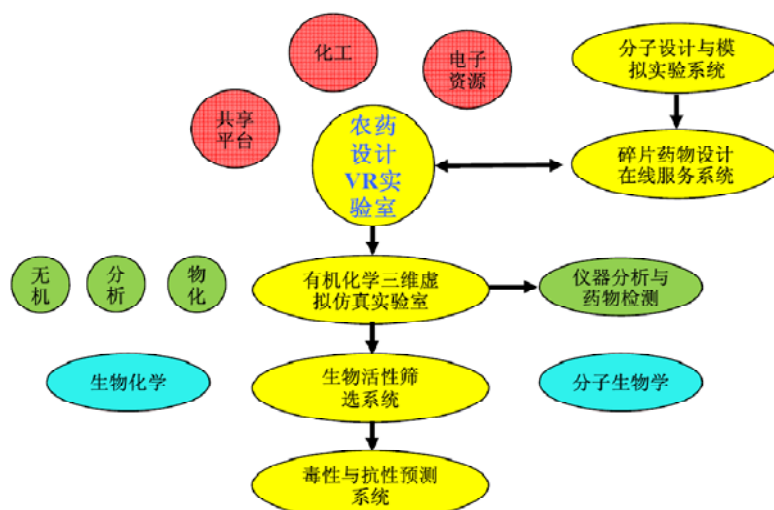 化工
电子
资源
分子设计与模
拟实验系统
共享
平台
农药
设计
VR实
验室
碎片药物设计
在线服务系统
无
机
分
析
物
化
有机化学三维虚
拟仿真实验室
仪器分析与
药物检测
生物化学
生物活性筛
选系统
分子生物学
毒性与抗性预测
系统